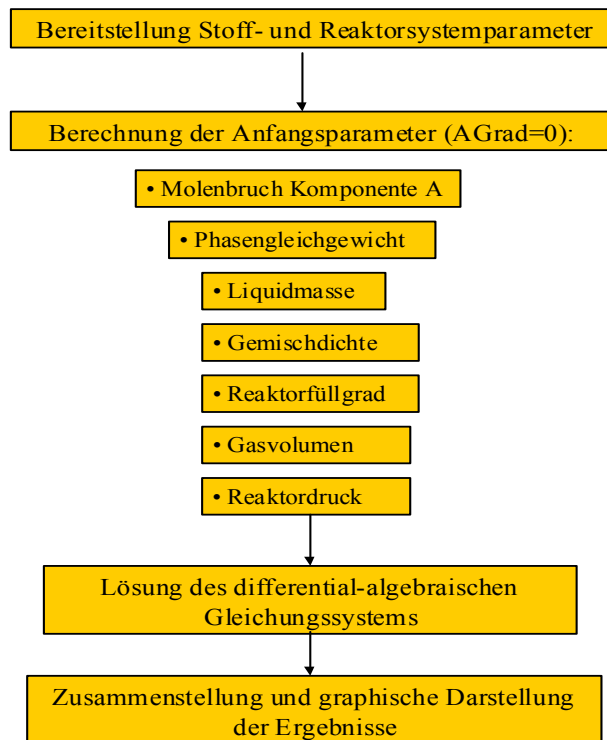 Bereitstellung Stoff- und Reaktorsystemparameter
Berechnung der Anfangsparameter (AGrad=0):
• Molenbruch Komponente A
• Phasengleichgewicht
• Liquidmasse
• Gemischdichte
• Reaktorfüllgrad
• Gasvolumen
• Reaktordruck
Lösung des differential-algebraischen
Gleichungssystems
Zusammenstellung und graphische Darstellung
der Ergebnisse